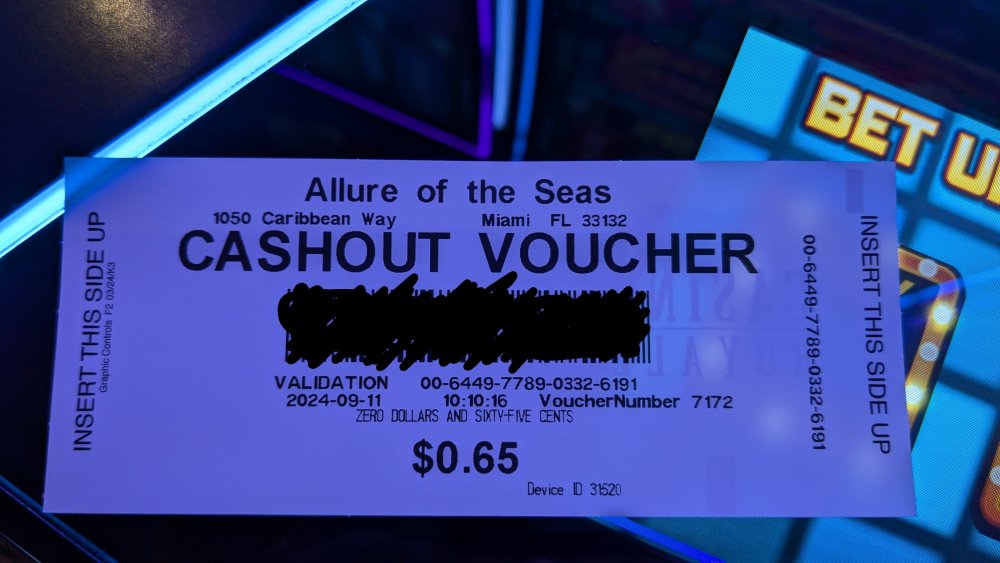 Allure of the Seas
1050 Caribbean Way Miami FL 33132
CASHOUT VOUCHER
VALIDATION 00-6449-7789-0332-6191
2024-09-11 10:10:16 VoucherNumber 7172
ZERO DOLLARS AND SIXTY-FIVE CENTS
$0.65
Device ID 31520
INSERT THIS SIDE UP
Graphic Controls F2 03/24/K3
00-6449-7789-0332-6191
INSERT THIS SIDE UP
BET